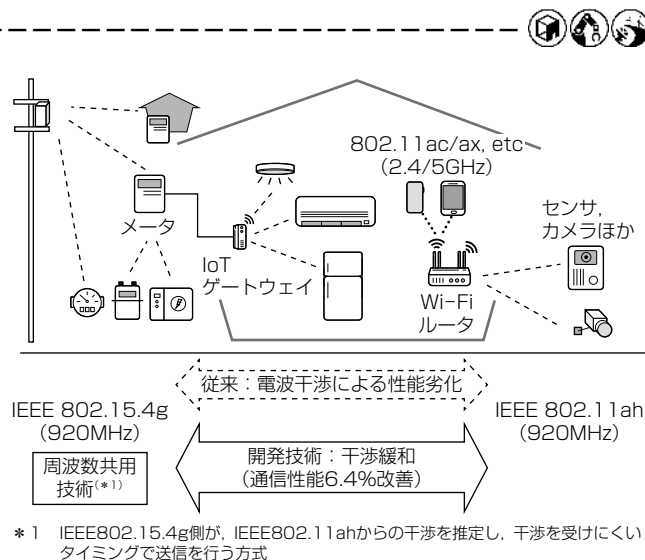 802.11ac/ax, etc
(2.4/5GHz)
メータ
IoT
ゲートウェイ
センサ,
カメラほか
Wi-Fi
ルータ
従来：電波干渉による性能劣化
IEEE 802.15.4g
(920MHz)
IEEE 802.11ah
(920MHz)
周波数共用
技術(*1)
開発技術：干渉緩和
(通信性能6.4%改善)
*1 IEEE802.15.4g側が, IEEE802.11ahからの干渉を推定し, 干渉を受けにくい
タイミングで送信を行う方式